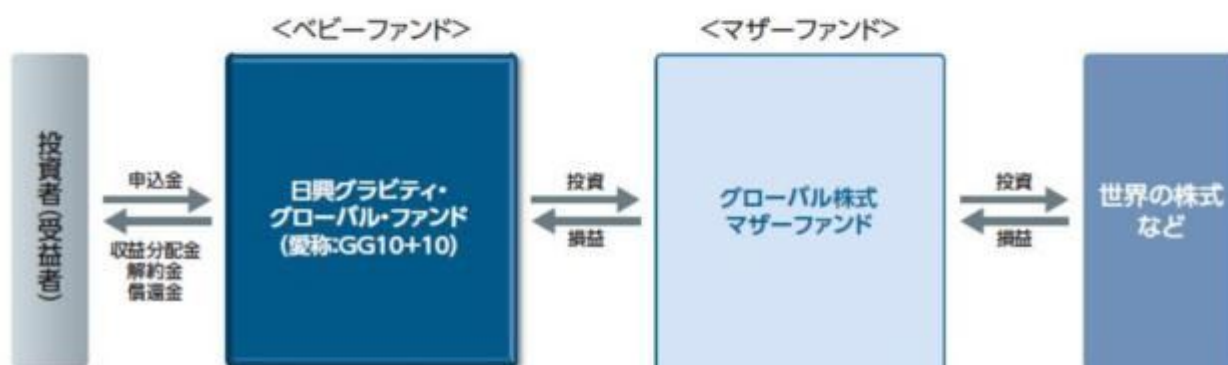 <ベビーファンド>
<マザーファンド>
投資者(受益者)
申込金
収益分配金
解約金
償還金
日興グラビティ・
グローバル・ファンド
(愛称:GG10+10)
投資
損益
グローバル株式
マザーファンド
投資
損益
世界の株式
など